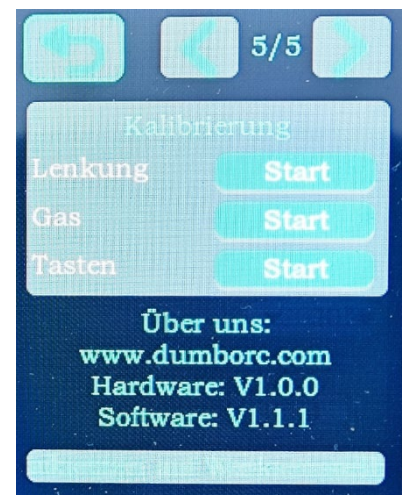 5/5
Kalibrierung
Lenkung Start
Gas Start
Tasten Start
Über uns:
www.dumborc.com
Hardware: V1.0.0
Software: V1.1.1